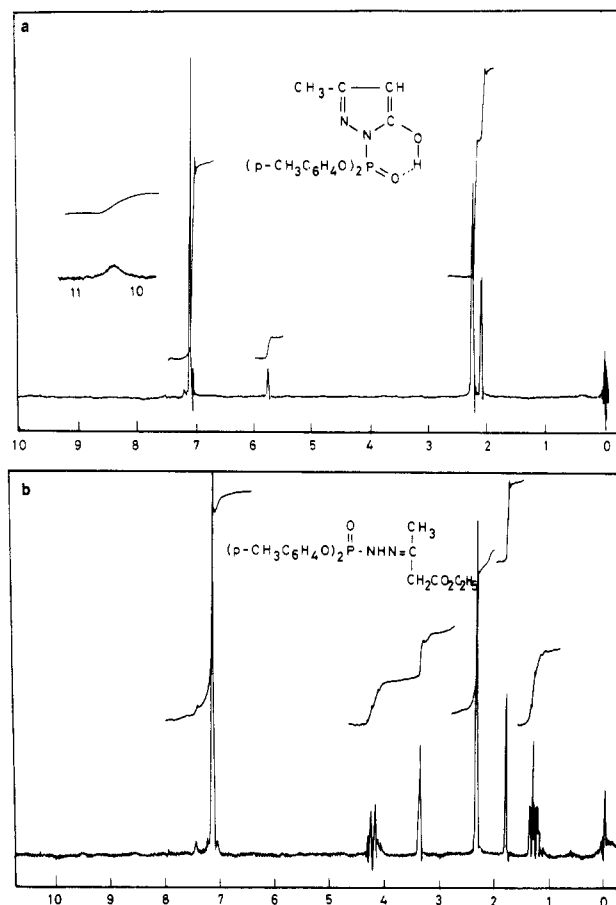 a
CH3-C CH
N N C
O
H
(p-CH3C6H4O)2P O
11 10
10 9 8 7 6 5 4 3 2 1 0
b
O CH3
(p-CH3C6H4O)2P-NHN=C
CH2CO2C2H5
10 9 8 7 6 5 4 3 2 1 0